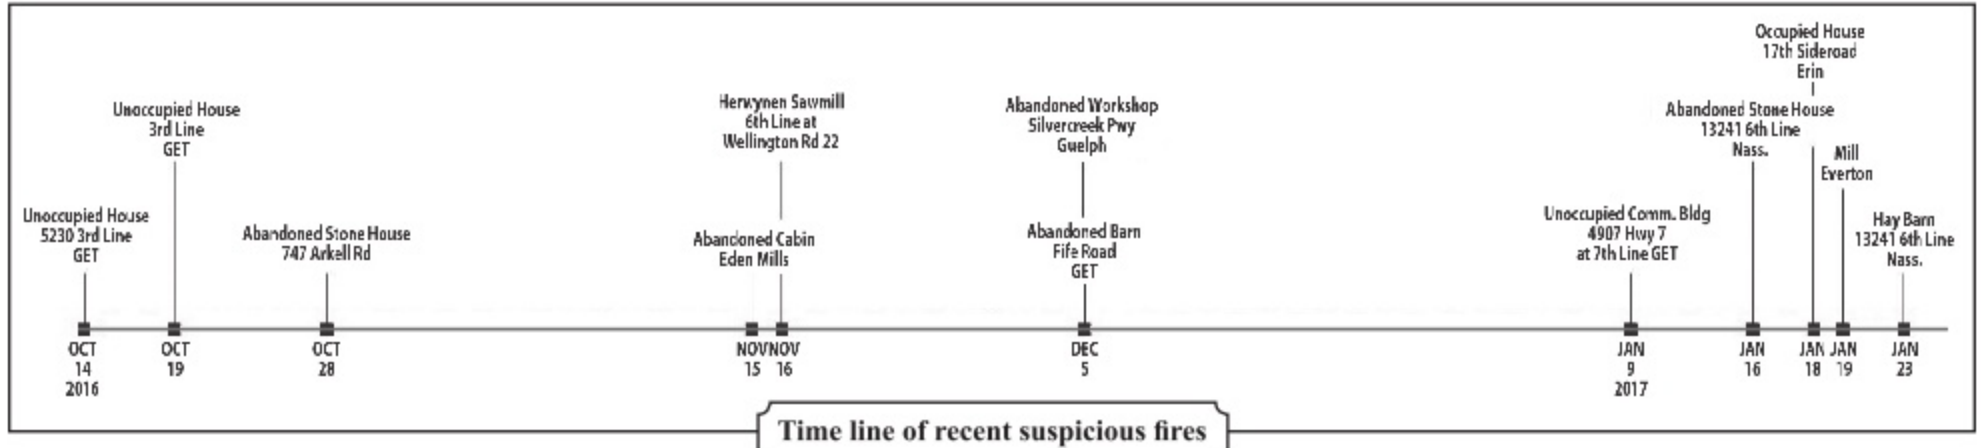 Unoccupied House
5230 3rd Line
GET
OCT
14
2016
Unoccupied House
3rd Line
GET
OCT
19
Abandoned Stone House
747 Arkell Rd
OCT
28
Abandoned Cabin
Eden Mills
NOV
15
Herwynen Sawmill
6th Line at
Wellington Rd 22
NOV
16
Abandoned Workshop
Silvercreek Pwy
Guelph
Abandoned Barn
Fife Road
GET
DEC
5
Unoccupied Comm. Bldg
4907 Hwy 7
at 7th Line GET
JAN
9
2017
Abandoned Stone House
13241 6th Line
Nass.
JAN
16
Occupied House
17th Sideroad
Erin
JAN
18
Mill
Everton
JAN
19
Hay Barn
13241 6th Line
Nass.
JAN
23
Time line of recent suspicious fires